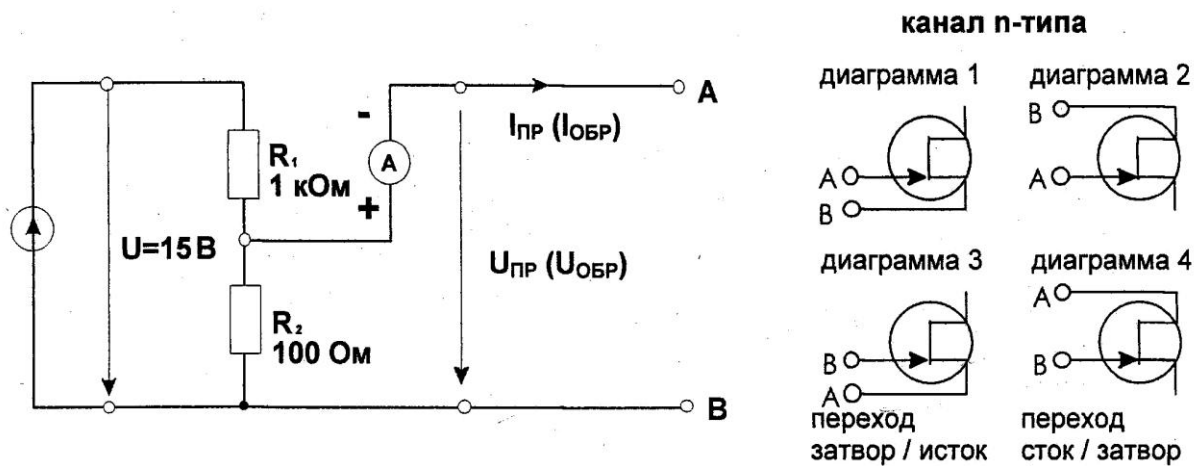 канал n-типа
диаграмма 1
диаграмма 2
-
A
IПР (IОБР)
R₁
1 кОм
A
+
U=15В
UПР (UОБР)
R₂
100 Ом
B
A
B
B
A
диаграмма 3
диаграмма 4
B
A
A
B
переход
затвор / исток
переход
сток / затвор